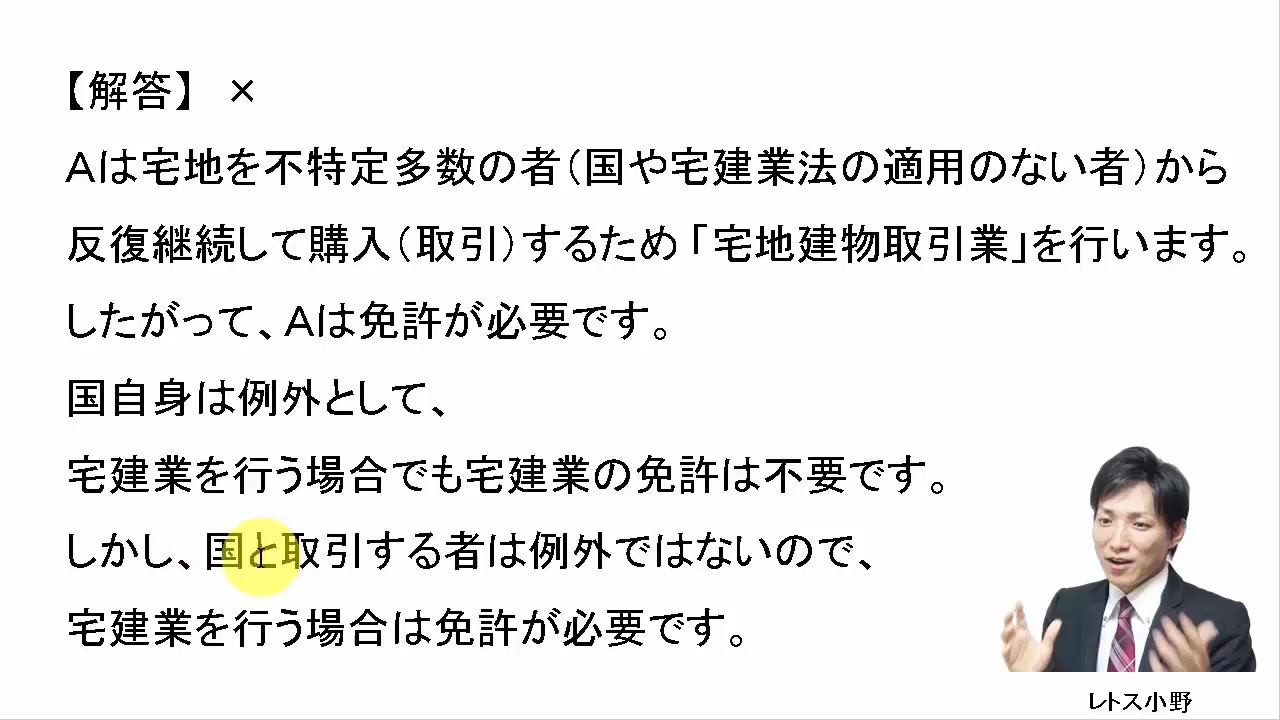 【解答】 ×
Aは宅地を不特定多数の者（国や宅建業法の適用のない者）から
反復継続して購入（取引）するため「宅地建物取引業」を行います。
したがって、Aは免許が必要です。
国自身は例外として、
宅建業を行う場合でも宅建業の免許は不要です。
しかし、国と取引する者は例外ではないので、
宅建業を行う場合は免許が必要です。
レトス小野